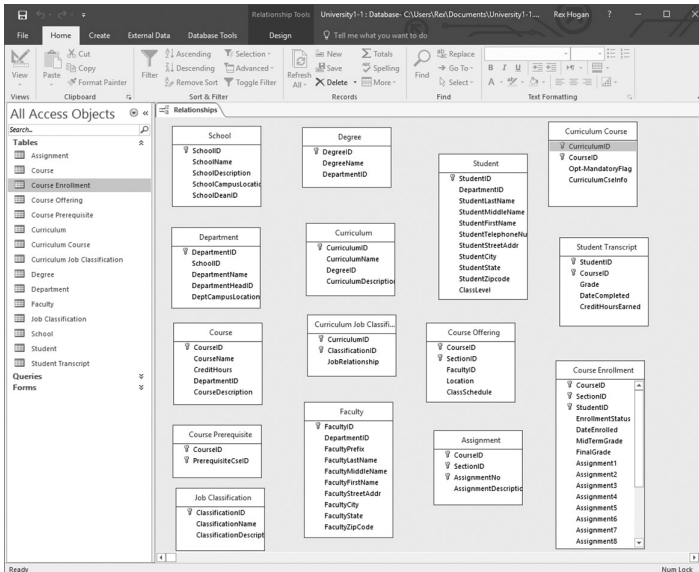 Relationship Tools University1-1 : Database- C:\Users\Rex\Documents\University1-1.... Rex Hogan ?
File Home Create External Data Database Tools Design Tell me what you want to do
View
Views
Paste
Cut
Copy
Format Painter
Clipboard
Filter
Ascending
Descending
Remove Sort
Selection
Advanced
Toggle Filter
Sort & Filter
Refresh
All
New
Save
Delete
Totals
Spelling
More
Records
Find
Replace
Go To
Select
Find
B I U
A
Text Formatting
All Access Objects
Search...
Tables
Assignment
Course
Course Enrollment
Course Offering
Course Prerequisite
Curriculum
Curriculum Course
Curriculum Job Classification
Degree
Department
Faculty
Job Classification
School
Student
Student Transcript
Queries
Forms
Relationships
School
SchoolID
SchoolName
SchoolDescription
SchoolCampusLocatic
SchoolDeanID
Degree
DegreeID
DegreeName
DepartmentID
Student
StudentID
DepartmentID
StudentLastName
StudentMiddleName
StudentFirstName
StudentTelephoneNu
StudentStreetAddr
StudentCity
StudentState
StudentZipcode
ClassLevel
Curriculum Course
CurriculumID
CourseID
Opt-MandatoryFlag
CurriculumCseInfo
Department
DepartmentID
SchoolID
DepartmentName
DepartmentHeadID
DeptCampusLocation
Curriculum
CurriculumID
CurriculumName
DegreeID
CurriculumDescription
Student Transcript
StudentID
CourseID
Grade
DateCompleted
CreditHoursEarned
Course
CourseID
CourseName
CreditHours
DepartmentID
CourseDescription
Curriculum Job Classifi...
CurriculumID
ClassificationID
JobRelationship
Course Offering
CourseID
SectionID
FacultyID
Location
ClassSchedule
Course Enrollment
CourseID
SectionID
StudentID
EnrollmentStatus
DateEnrolled
MidTermGrade
FinalGrade
Assignment1
Assignment2
Assignment3
Assignment4
Assignment5
Assignment6
Assignment7
Assignment8
Course Prerequisite
CourseID
PrerequisiteCseID
Faculty
FacultyID
DepartmentID
FacultyPrefix
FacultyLastName
FacultyMiddleName
FacultyFirstName
FacultyStreetAddr
FacultyCity
FacultyState
FacultyZipCode
Assignment
CourseID
SectionID
AssignmentNo
AssignmentDescriptic
Job Classification
ClassificationID
ClassificationName
ClassificationDescript
Ready Num Lock